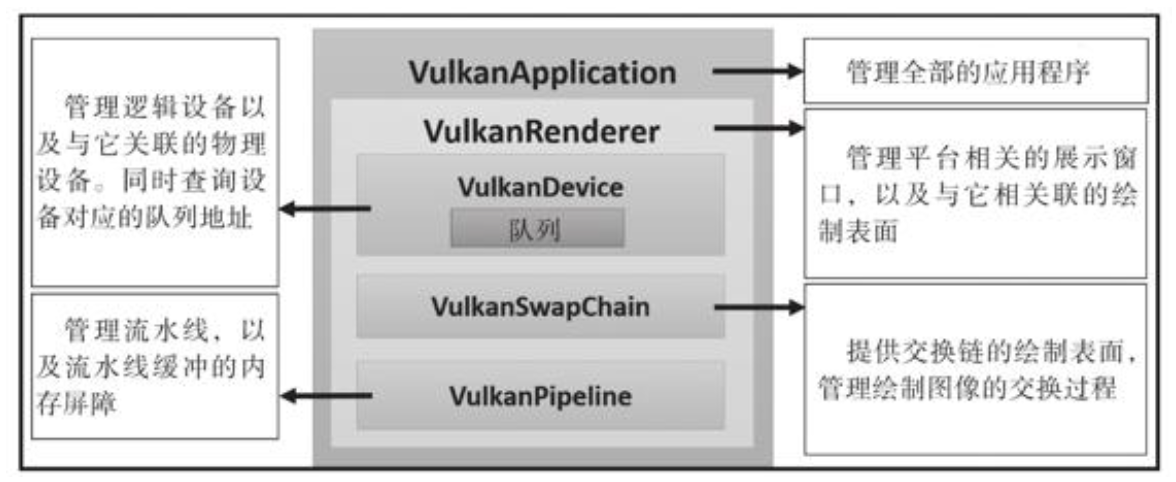 管理逻辑设备以
及与它关联的物理
设备。同时查询设
备对应的队列地址
管理流水线，以
及流水线缓冲的内
存屏障
VulkanApplication
VulkanRenderer
VulkanDevice
队列
VulkanSwapChain
VulkanPipeline
管理全部的应用程序
管理平台相关的展示窗
口，以及与它相关联的绘
制表面
提供交换链的绘制表面，
管理绘制图像的交换过程